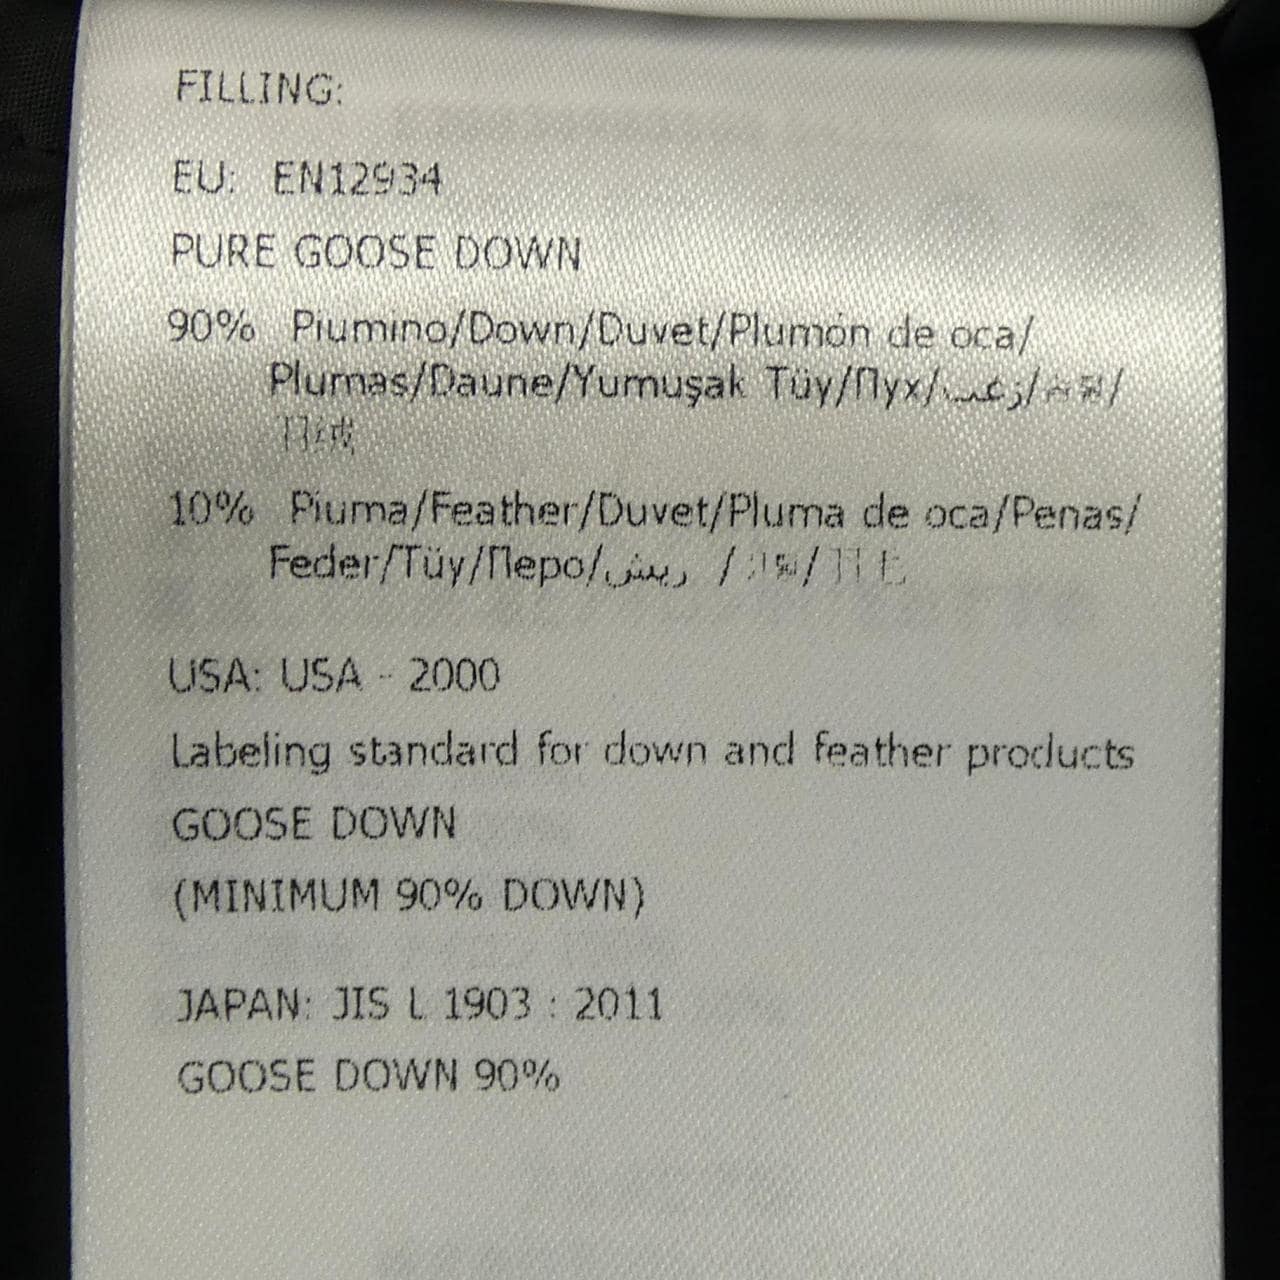 FILLING:
EU: EN12934
PURE GOOSE DOWN
90% Piumino/Down/Duvet/Plumón de oca/
Plumas/Daune/Yumuşak Tüy/Пух/زغب/
10% Piuma/Feather/Duvet/Pluma de oca/Penas/
Feder/Tüy/Перо/ريش /
USA: USA - 2000
Labeling standard for down and feather products
GOOSE DOWN
(MINIMUM 90% DOWN)
JAPAN: JIS L 1903 : 2011
GOOSE DOWN 90%